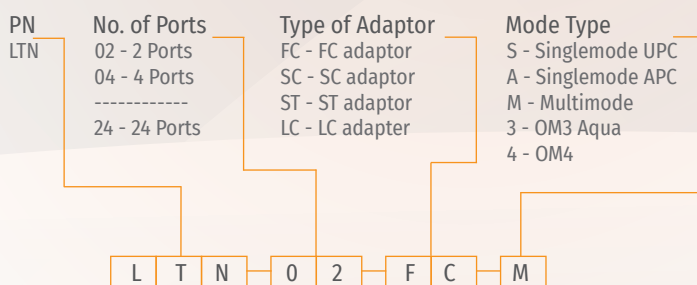 PN
LTN
No. of Ports
02 - 2 Ports
04 - 4 Ports
------------
24 - 24 Ports
Type of Adaptor
FC - FC adaptor
SC - SC adaptor
ST - ST adaptor
LC - LC adapter
Mode Type
S - Singlemode UPC
A - Singlemode APC
M - Multimode
3 - OM3 Aqua
4 - OM4
L T N - 0 2 - F C - M